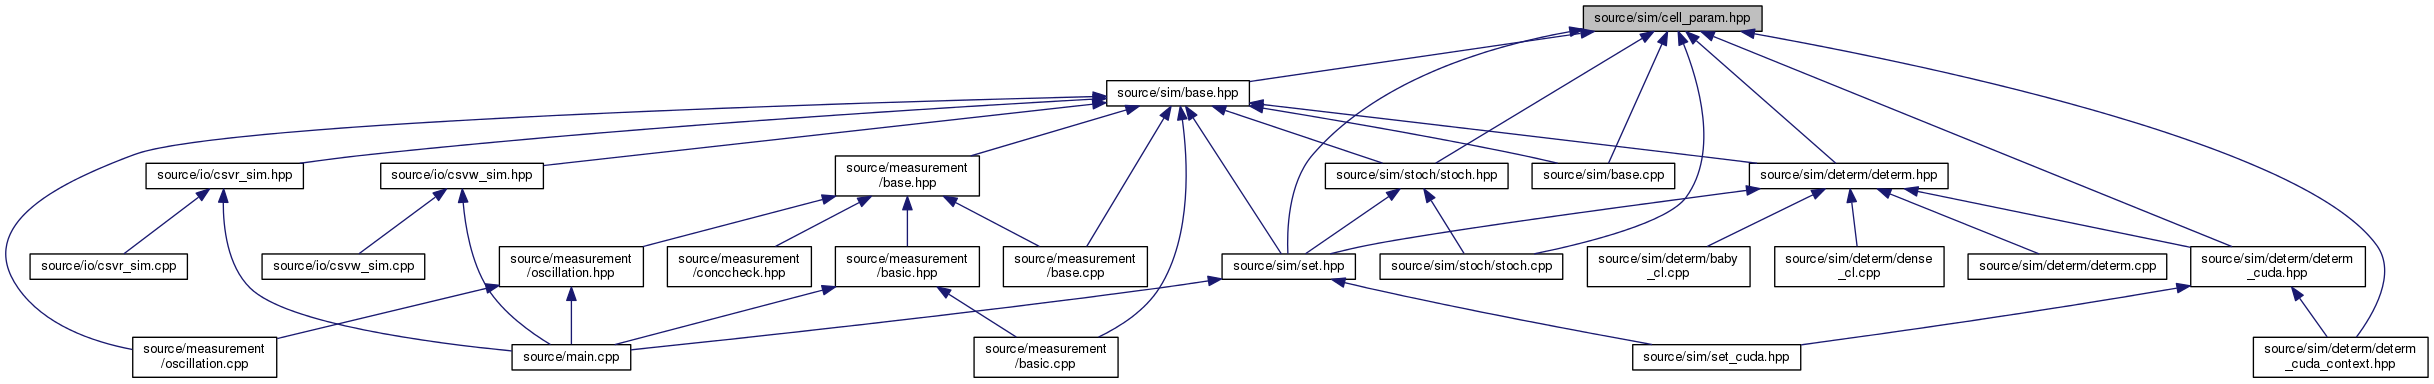 source/sim/cell_param.hpp
source/sim/base.hpp
source/io/csvr_sim.hpp
source/io/csvw_sim.hpp
source/measurement
/base.hpp
source/sim/stoch/stoch.hpp
source/sim/base.cpp
source/sim/determ/determ.hpp
source/io/csvr_sim.cpp
source/io/csvw_sim.cpp
source/measurement
/oscillation.hpp
source/measurement
/conccheck.hpp
source/measurement
/basic.hpp
source/measurement
/base.cpp
source/sim/set.hpp
source/sim/stoch/stoch.cpp
source/sim/determ/baby
_cl.cpp
source/sim/determ/dense
_cl.cpp
source/sim/determ/determ.cpp
source/sim/determ/determ
_cuda.hpp
source/measurement
/oscillation.cpp
source/main.cpp
source/measurement
/basic.cpp
source/sim/set_cuda.hpp
source/sim/determ/determ
_cuda_context.hpp